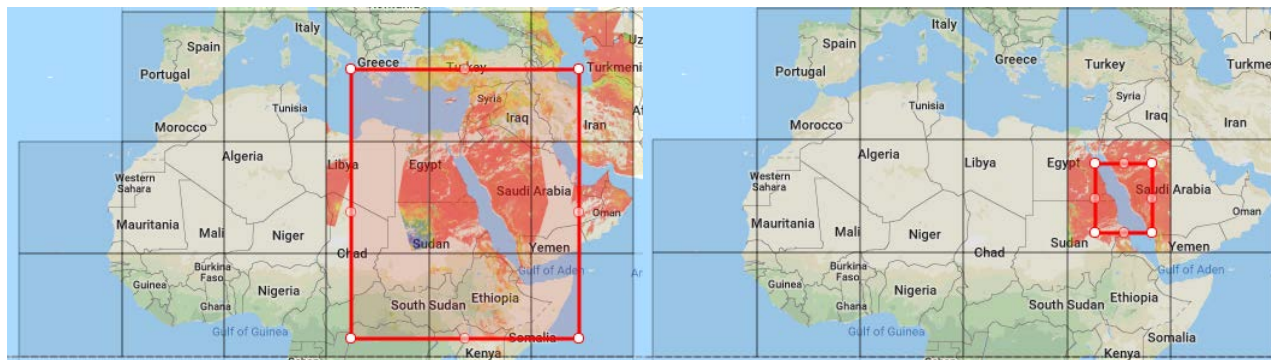 Italy
Spain
Portugal
Greece
Turkey
Turkmeni
Tunisia
Syria
Iraq
Iran
Morocco
Algeria
Libya
Egypt
Western
Sahara
Saudi Arabia
Oman
Mauritania
Mali
Niger
Chad
Sudan
Yemen
Gulf of Aden
Burkina
Faso
Guinea
Ghana
Nigeria
South Sudan
Ethiopia
Gulf of Guinea
Somalia
Kenya
Italy
Spain
Portugal
Greece
Turkey
Turkme
Tunisia
Syria
Iraq
Iran
Morocco
Algeria
Libya
Egypt
Western
Sahara
Saudi Arabia
Oman
Mauritania
Mali
Niger
Chad
Sudan
Yemen
Gulf of Aden
Burkina
Faso
Guinea
Ghana
Nigeria
South Sudan
Ethiopia
Gulf of Guinea
Somalia
Kenya